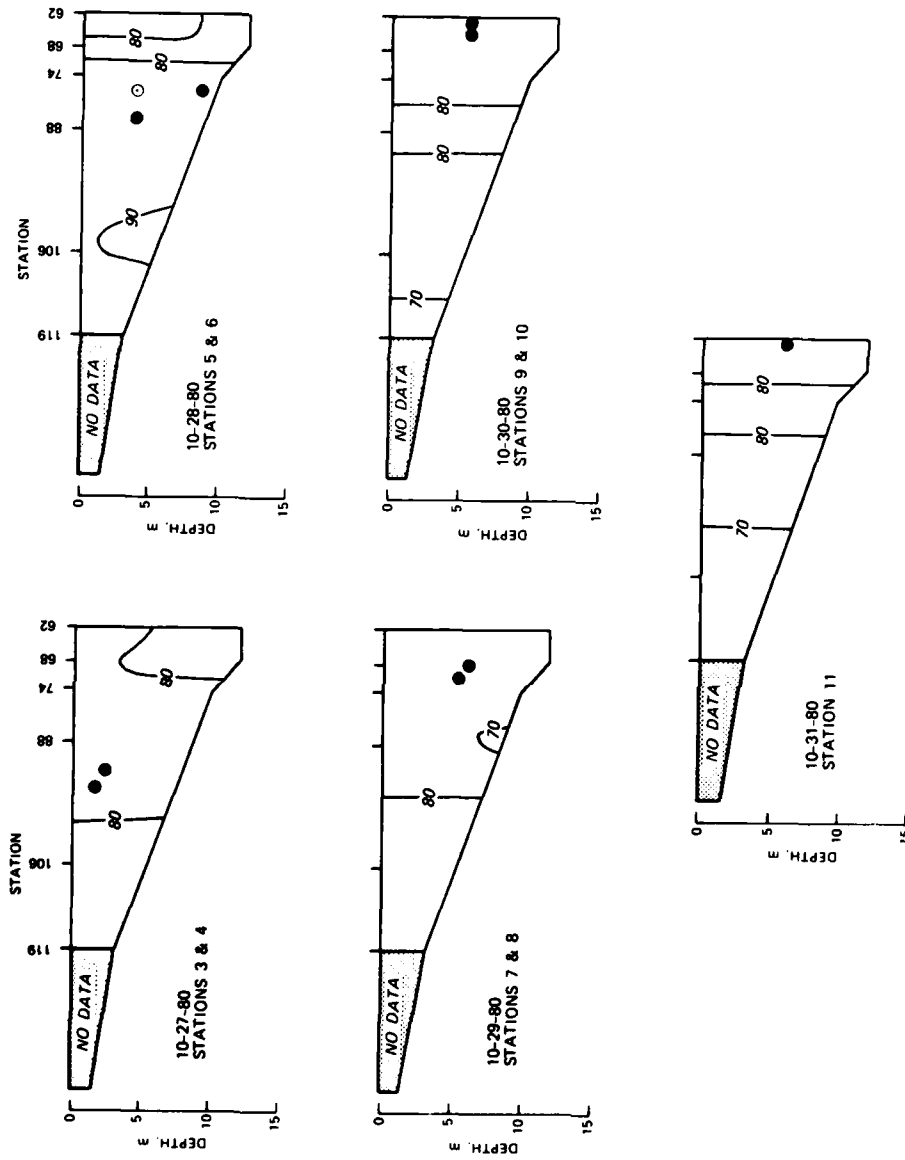 STATION
119
106
88
74
68
62
0
5
10
15
DEPTH, m
NO DATA
80
80
10-27-80
STATIONS 3 & 4
STATION
119
106
88
74
68
62
0
5
10
15
DEPTH, m
NO DATA
90
80
80
10-28-80
STATIONS 5 & 6
0
5
10
15
DEPTH, m
NO DATA
80
70
10-29-80
STATIONS 7 & 8
0
5
10
15
DEPTH, m
NO DATA
70
80
80
10-30-80
STATIONS 9 & 10
0
5
10
15
DEPTH, m
NO DATA
70
80
80
10-31-80
STATION 11